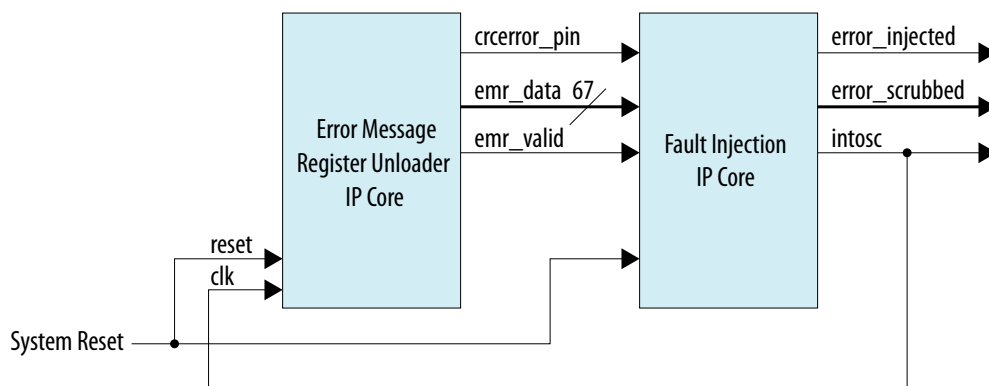 crcerror_pin
emr_data 67
emr_valid
Error Message
Register Unloader
IP Core
reset
clk
System Reset
Fault Injection
IP Core
error_injected
error_scrubbed
intosc